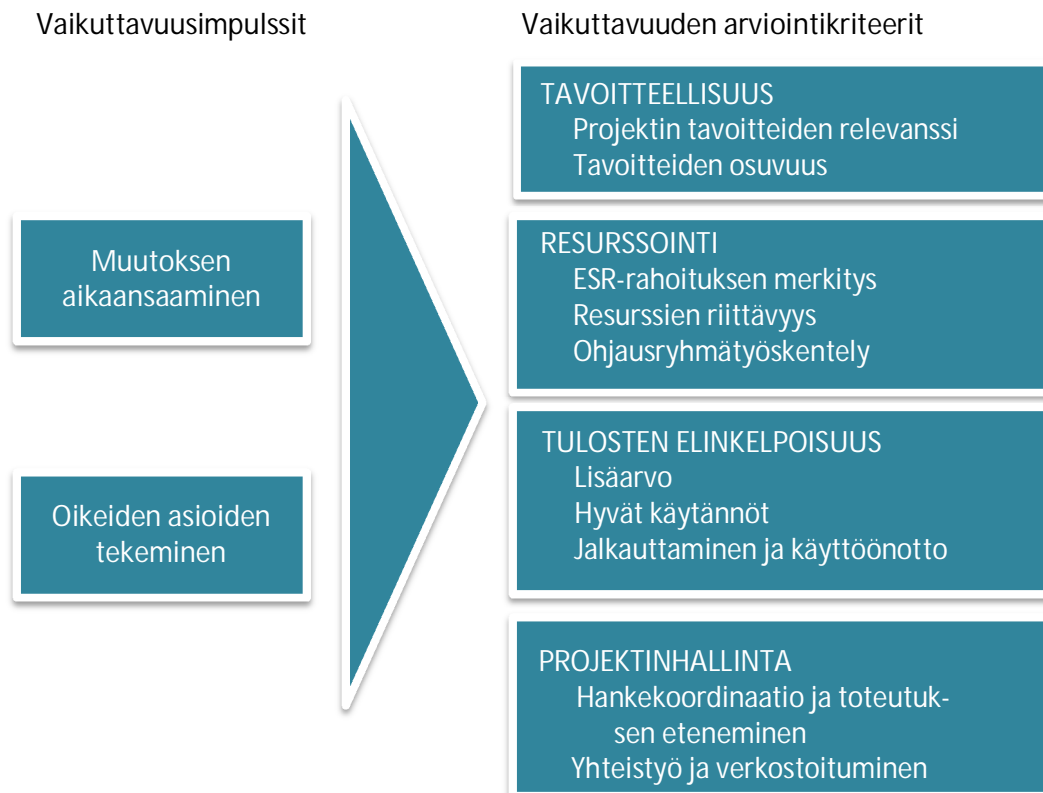 Vaikuttavuusimpulssit
Vaikuttavuuden arviointikriteerit
Muutoksen
aikaansaaminen
Oikeiden asioiden
tekeminen
TAVOITTEELLISUUS
Projektin tavoitteiden relevanssi
Tavoitteiden osuvuus
RESURSSOINTI
ESR-rahoituksen merkitys
Resurssien riittävyys
Ohjausryhmätyöskentely
TULOSTEN ELINKELPOISUUS
Lisäarvo
Hyvät käytännöt
Jalkauttaminen ja käyttöönotto
PROJEKTINHALLINTA
Hankekoordinaatio ja toteutuk-
sen eteneminen
Yhteistyö ja verkostoituminen